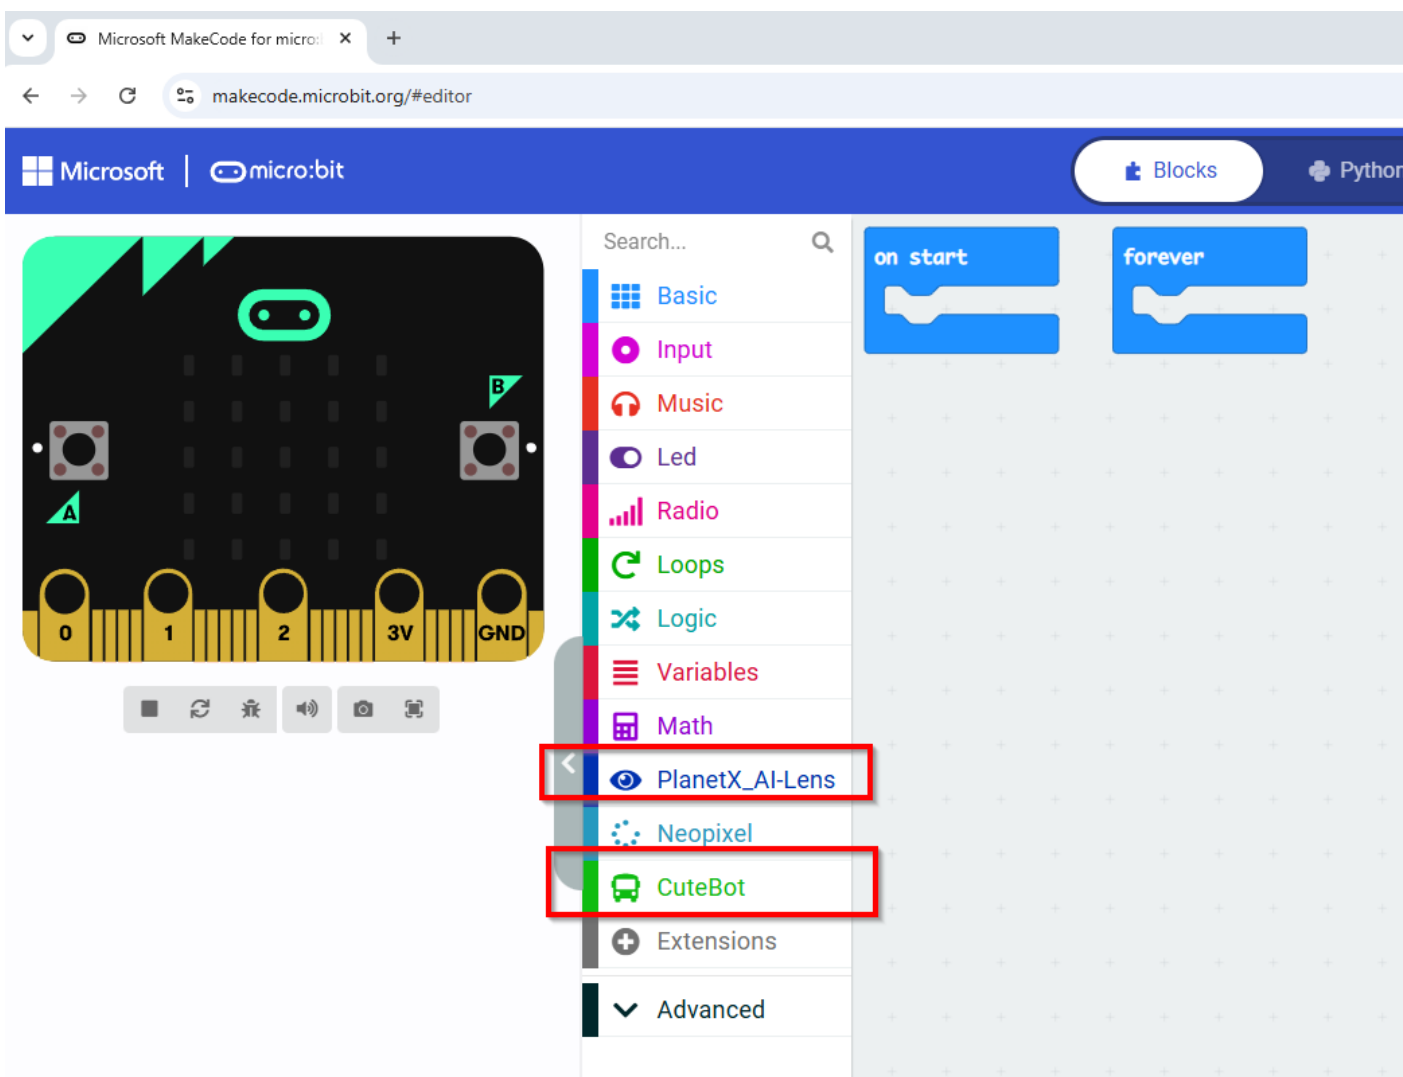 Microsoft MakeCode for micro:
makecode.microbit.org/#editor
Microsoft
micro:bit
Blocks
Python
Search...
Basic
Input
Music
Led
Radio
Loops
Logic
Variables
Math
PlanetX_AI-Lens
Neopixel
CuteBot
Extensions
Advanced
on start
forever
B
A
0 1 2 3V GND